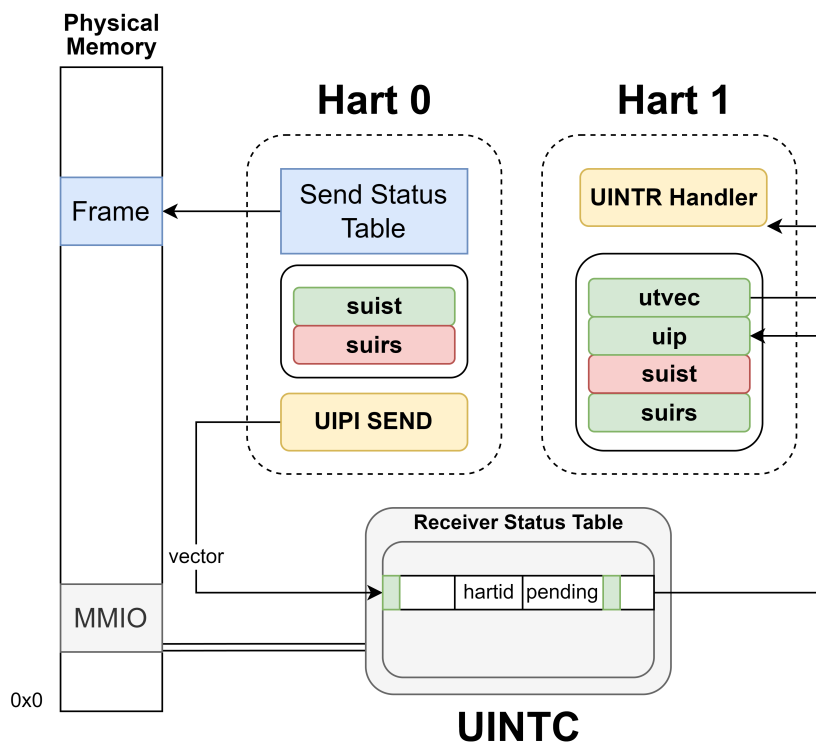 Physical
Memory
Hart 0
Hart 1
Frame
Send Status
Table
UINTR Handler
suist
suirs
utvec
uip
suist
suirs
UIPI SEND
vector
Receiver Status Table
hartid
pending
MMIO
0x0
UINTC